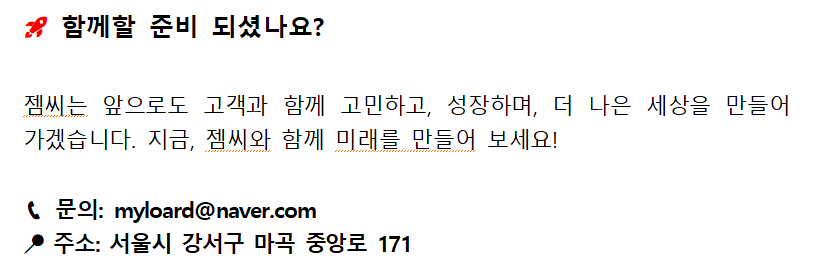 🚀 함께할 준비 되셨나요?
젬씨는 앞으로도 고객과 함께 고민하고, 성장하며, 더 나은 세상을 만들어
가겠습니다. 지금, 젬씨와 함께 미래를 만들어 보세요!
📞 문의: myloard@naver.com
📍 주소: 서울시 강서구 마곡 중앙로 171